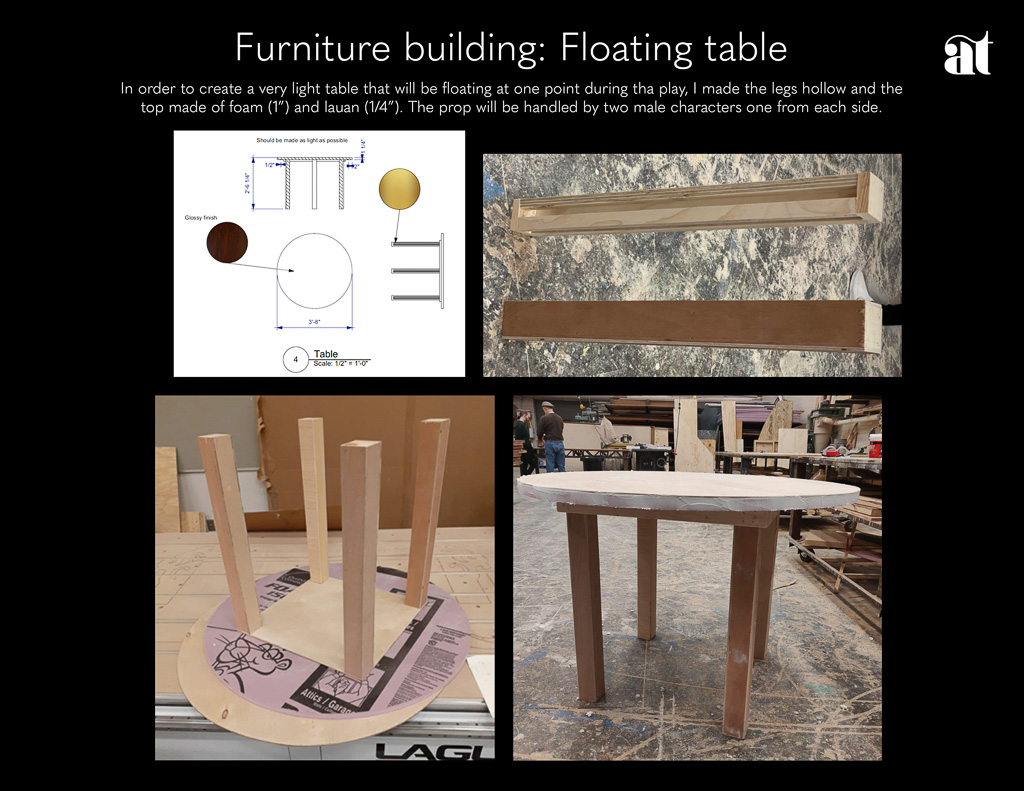 Furniture building: Floating table
at
In order to create a very light table that will be floating at one point during tha play, I made the legs hollow and the
top made of foam (1”) and lauan (1/4”). The prop will be handled by two male characters one from each side.
Should be made as light as possible
1/2"
1 1/4"
2"
2'-6 1/4"
Glossy finish
3'-6"
4
Table
Scale: 1/2" = 1'-0"
Attics / Garage
LAGU